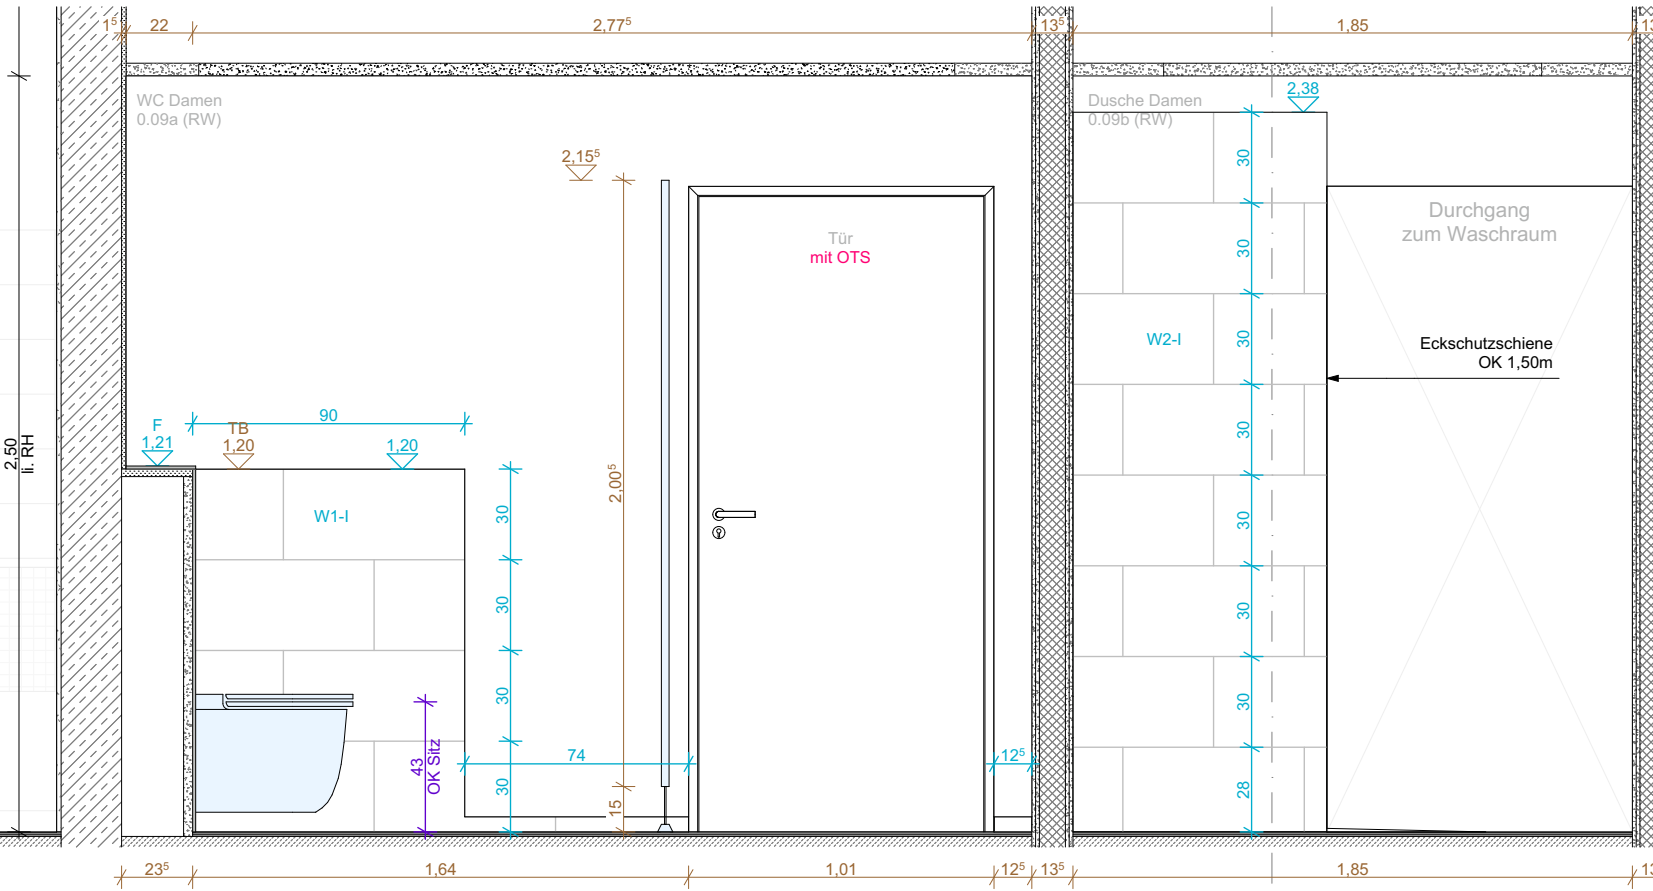 1⁵ 22 2,77⁵ 13⁵ 1,85 13
WC Damen
0.09a (RW)
Dusche Damen
0.09b (RW)
2,38
2,15⁵
30
30
30
30
30
30
30
28
Tür
mit OTS
Durchgang
zum Waschraum
W2-I
Eckschutzschiene
OK 1,50m
2,50
li. RH
90
F
1,21
TB
1,20
1,20
2,00⁵
15
W1-I
30
30
30
30
43
OK Sitz
74
12⁵
23⁵ 1,64 1,01 12⁵ 13⁵ 1,85 13